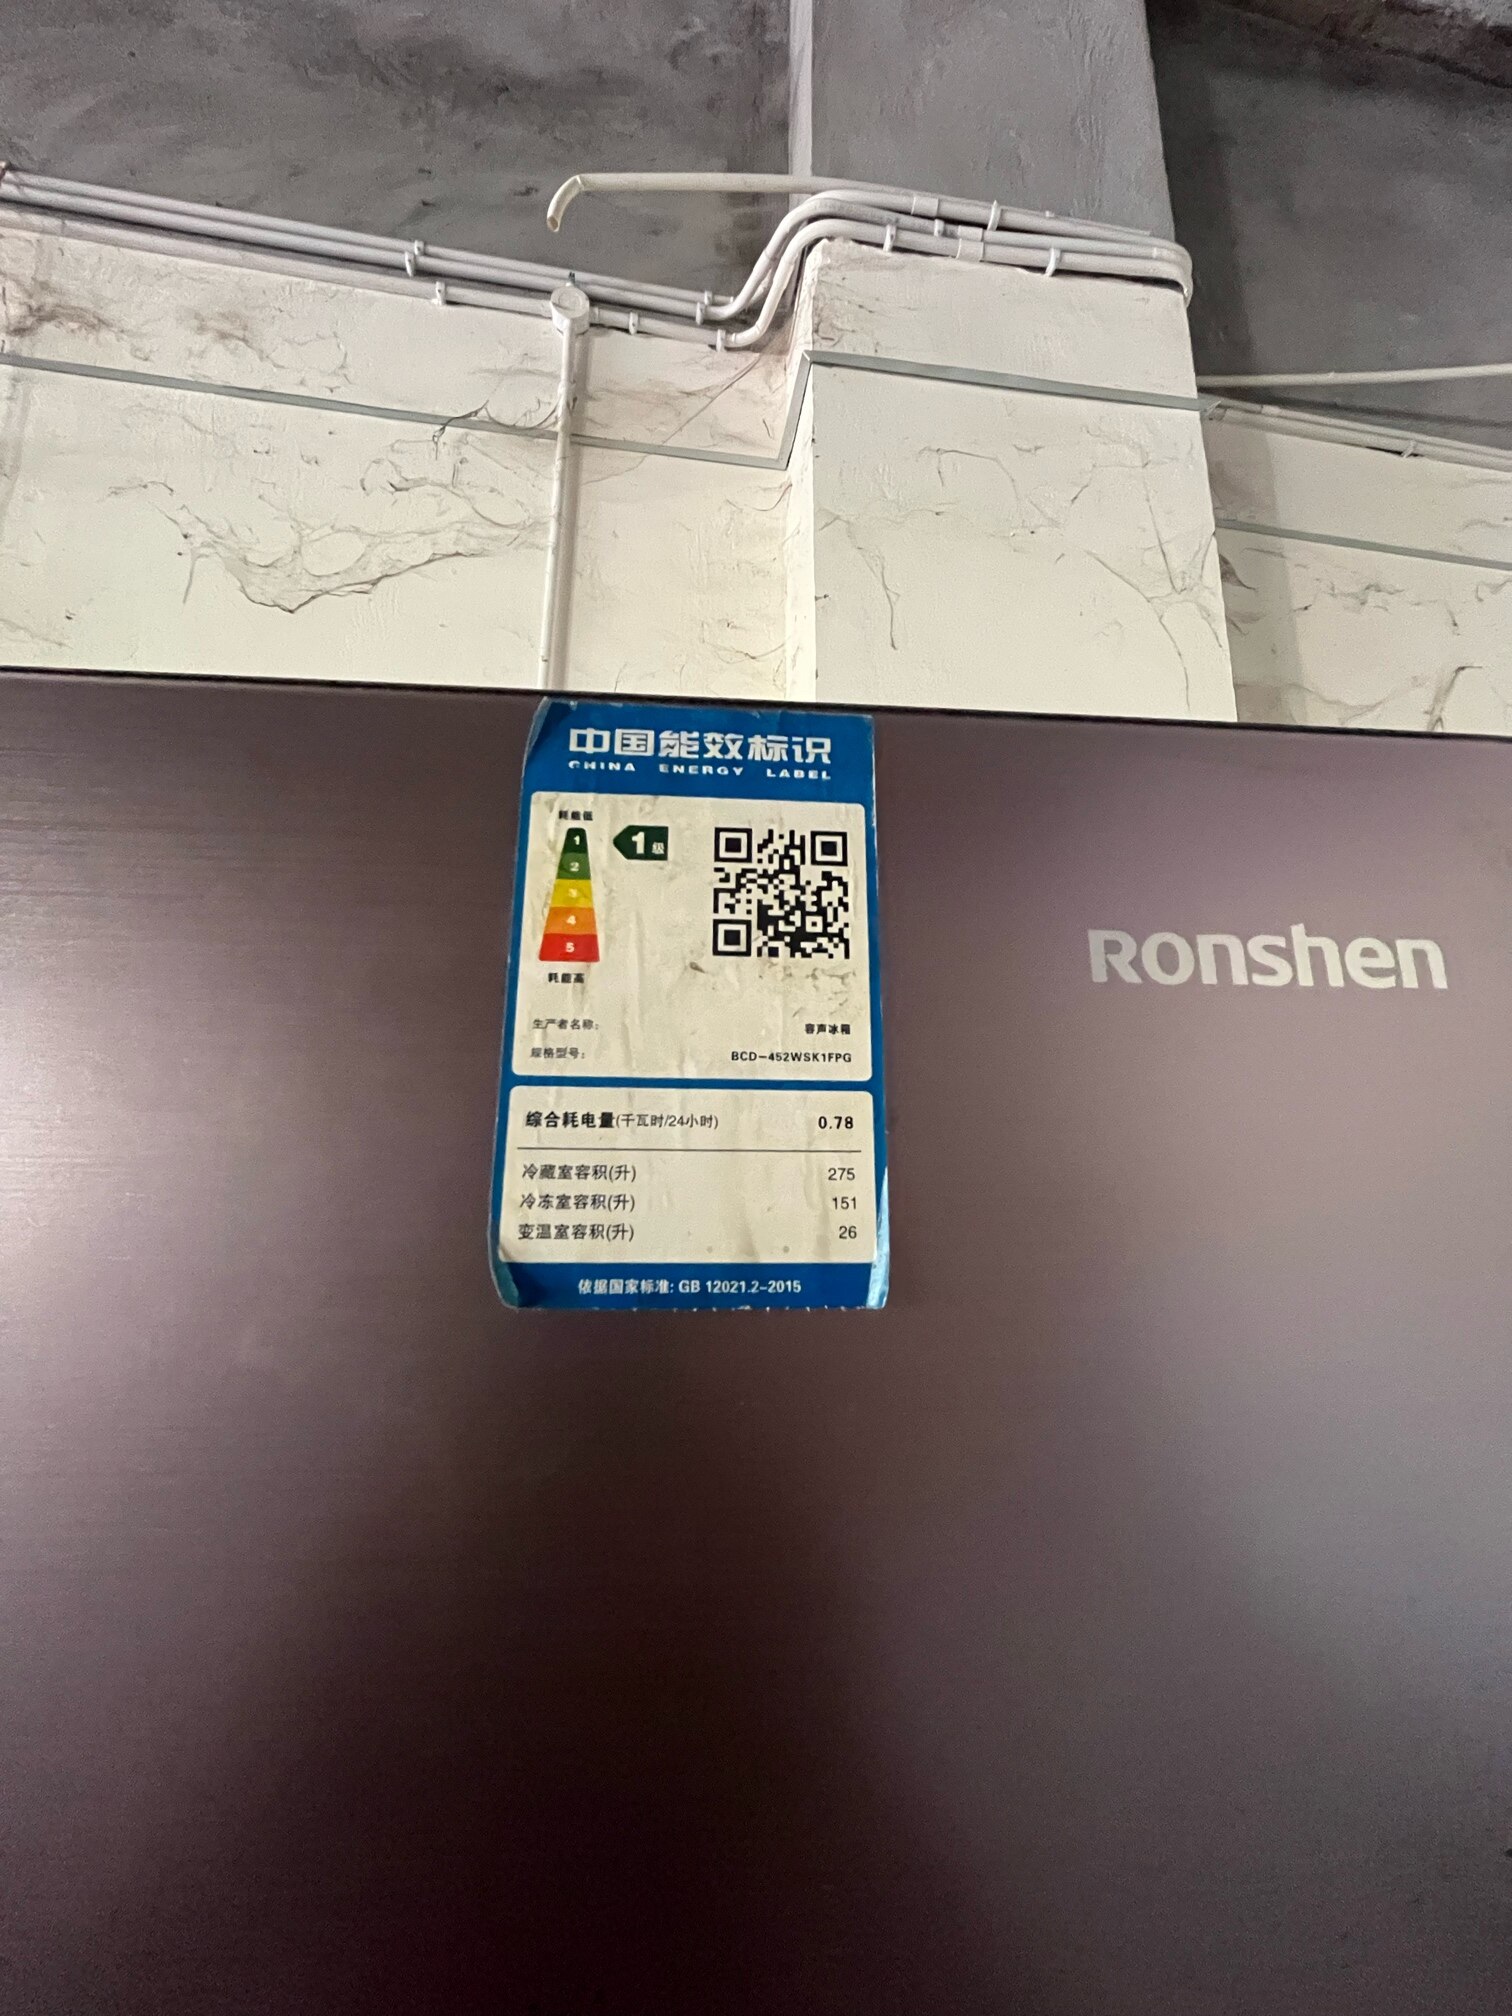 中国能效标识
CHINA ENERGY LABEL
耗能低
1
1级
2
3
4
5
耗能高
Ronshen
生产者名称: 容声冰箱
规格型号: BCD-452WSK1FPG
综合耗电量(千瓦时/24小时) 0.78
冷藏室容积(升) 275
冷冻室容积(升) 151
变温室容积(升) 26
依据国家标准: GB 12021.2-2015